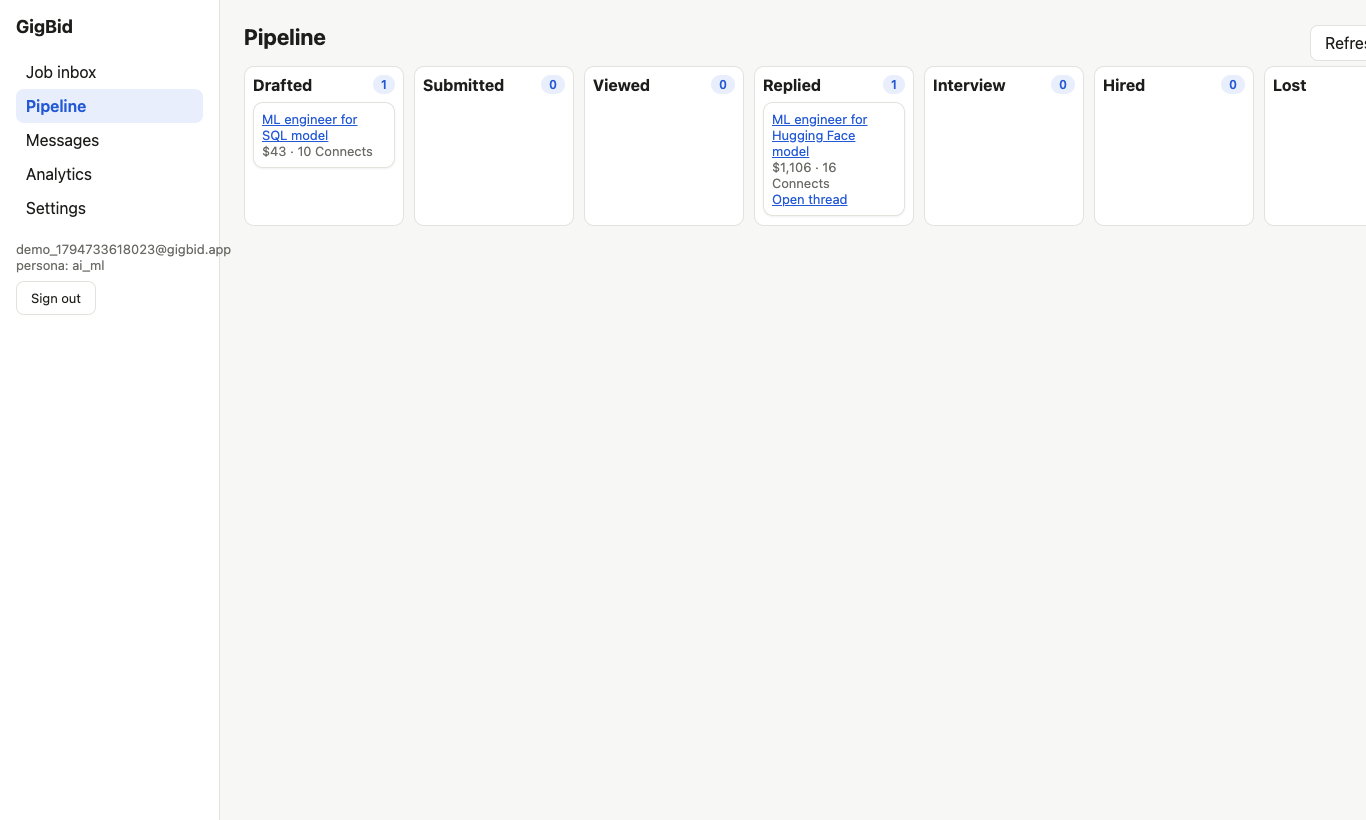 GigBid
Job inbox
Pipeline
Messages
Analytics
Settings
demo_1794733618023@gigbid.app
persona: ai_ml
Sign out
Pipeline
Refres
Drafted 1
ML engineer for
SQL model
$43 · 10 Connects
Submitted 0
Viewed 0
Replied 1
ML engineer for
Hugging Face
model
$1,106 · 16
Connects
Open thread
Interview 0
Hired 0
Lost